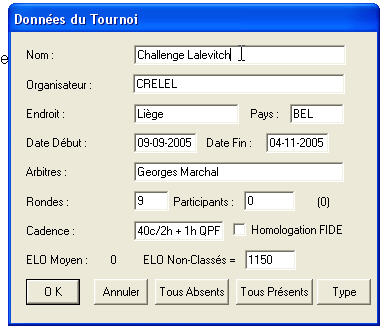 Données du Tournoi
e
Nom : Challenge Lalevitch
Organisateur : CRELEL
Endroit : Liège Pays : BEL
Date Début : 09-09-2005 Date Fin : 04-11-2005
Arbitres : Georges Marchal
Rondes : 9 Participants : 0 (0)
Cadence : 40c/2h + 1h QPF Homologation FIDE
ELO Moyen : 0 ELO Non-Classés = 1150
O K Annuler Tous Absents Tous Présents Type